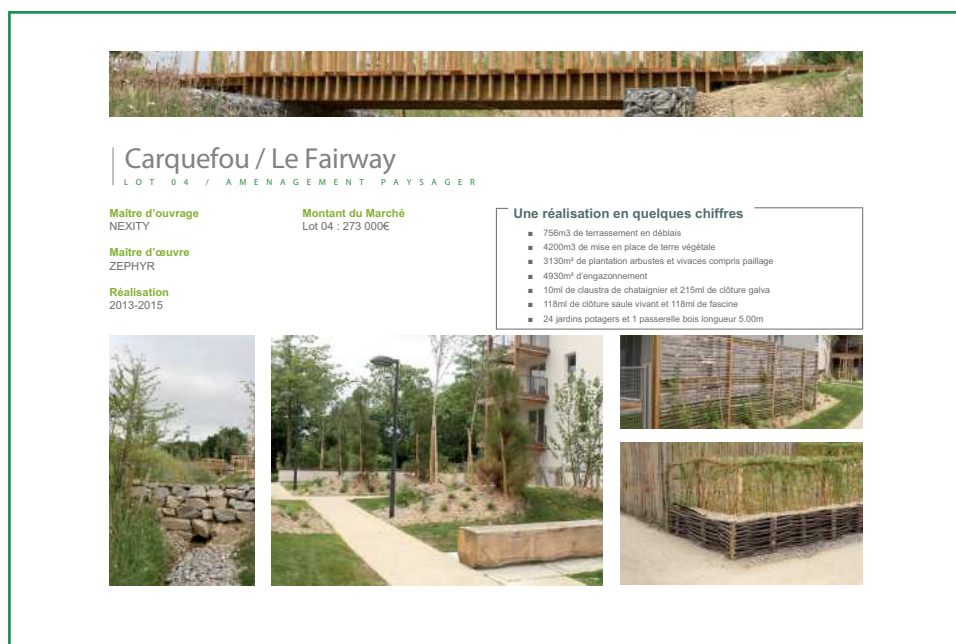 Carquefou / Le Fairway
LOT 04 / AMENAGEMENT PAYSAGER
Maître d'ouvrage
NEXITY
Maître d'œuvre
ZEPHYR
Réalisation
2013-2015
Montant du Marché
Lot 04 : 273 000€
Une réalisation en quelques chiffres
▪ 756m3 de terrassement en déblais
▪ 4200m3 de mise en place de terre végétale
▪ 3130m² de plantation arbustes et vivaces compris paillage
▪ 4930m² d'engazonnement
▪ 10ml de claustra de chataignier et 215ml de clôture galva
▪ 118ml de clôture saule vivant et 118ml de fascine
▪ 24 jardins potagers et 1 passerelle bois longueur 5.00m